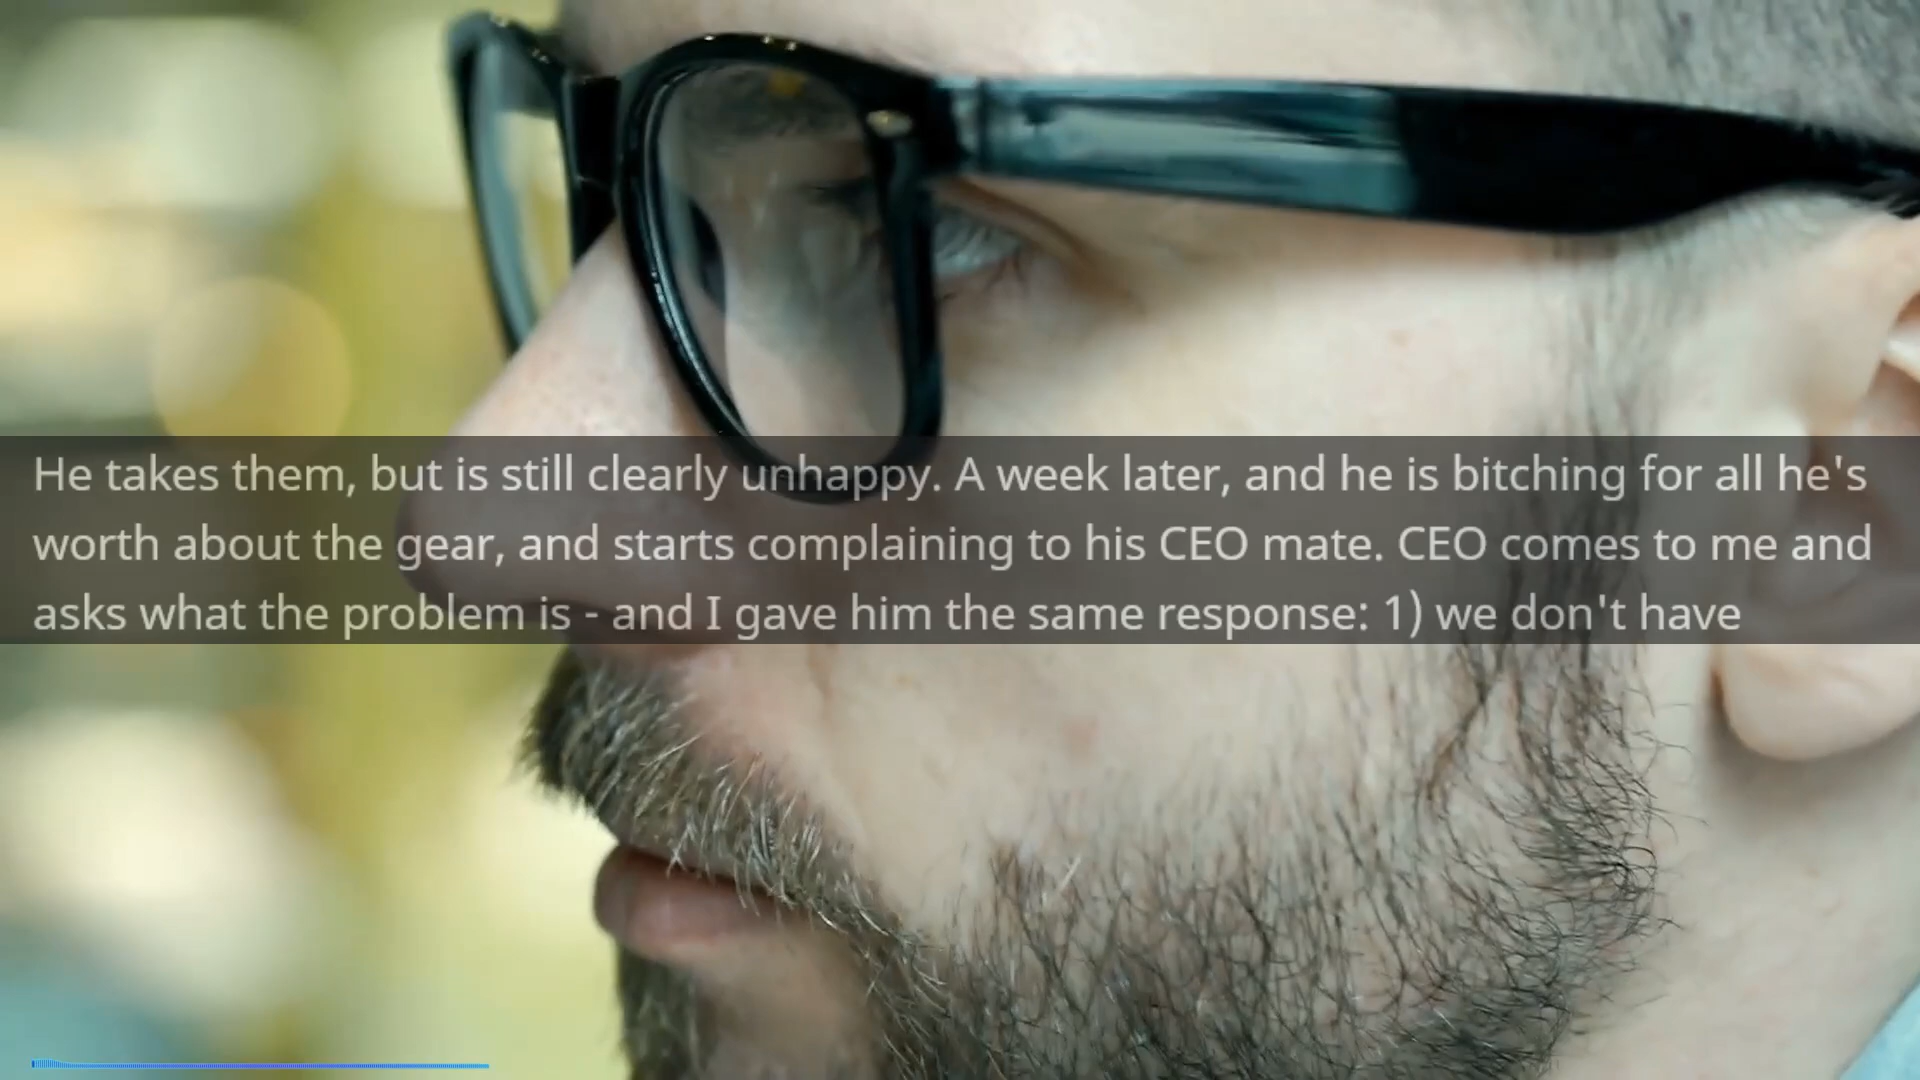 He takes them, but is still clearly unhappy. A week later, and he is bitching for all he's
worth about the gear, and starts complaining to his CEO mate. CEO comes to me and
asks what the problem is - and I gave him the same response: 1) we don't have